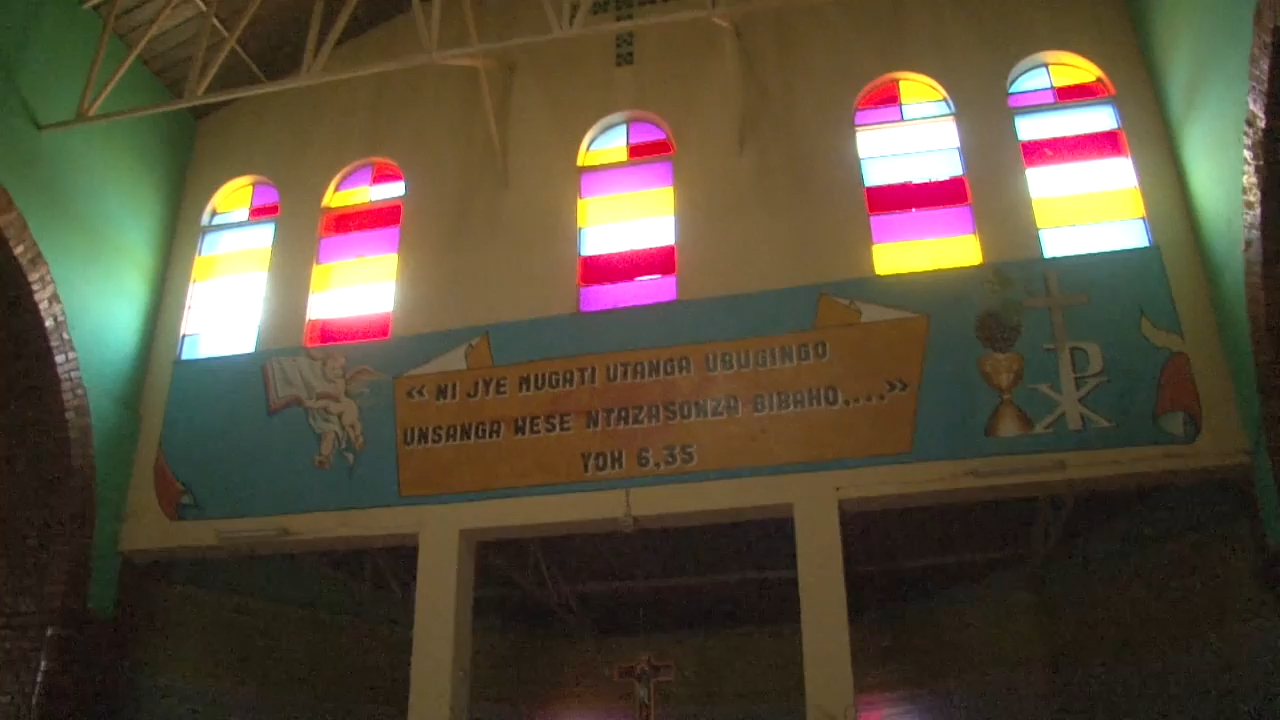 << NI JYE MUGATI UTANGA UBUGINGO
UNSANGA WESE NTAZASONZA BIBAHO,...>>
YOH 6,35